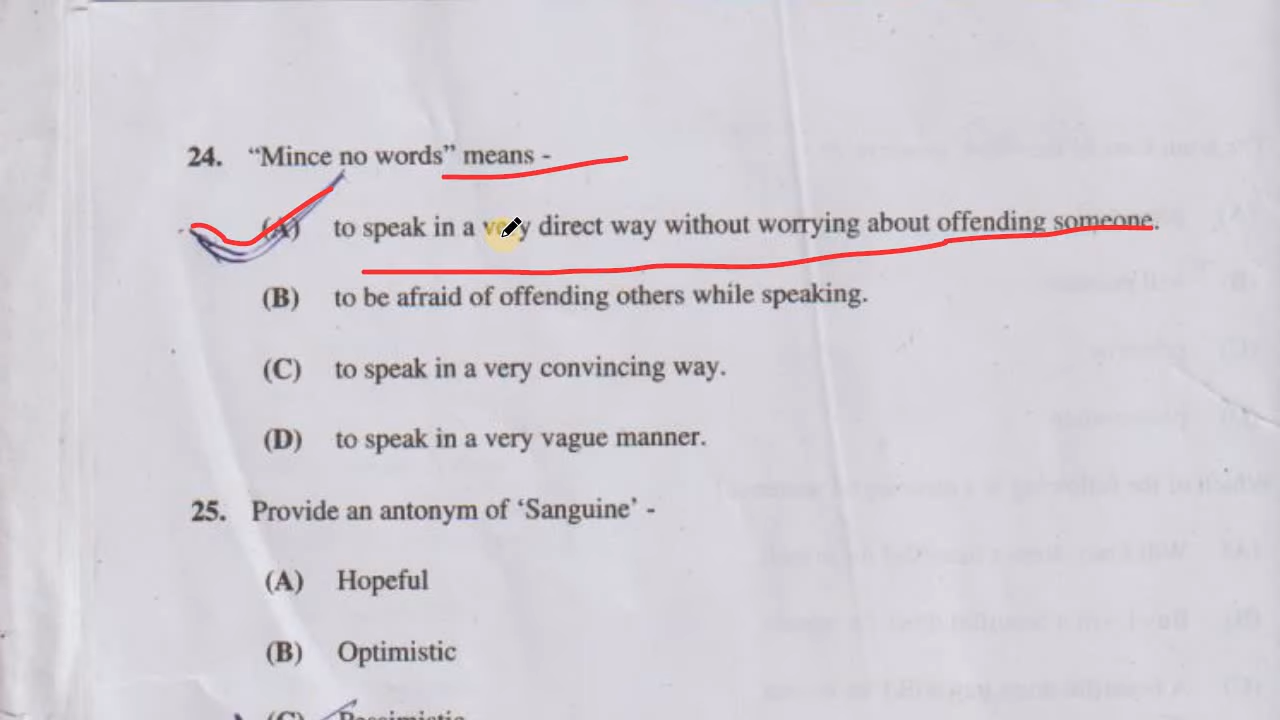 24. “Mince no words” means -
(A) to speak in a very direct way without worrying about offending someone.
(B) to be afraid of offending others while speaking.
(C) to speak in a very convincing way.
(D) to speak in a very vague manner.
25. Provide an antonym of ‘Sanguine’ -
(A) Hopeful
(B) Optimistic
(C) Pessimistic